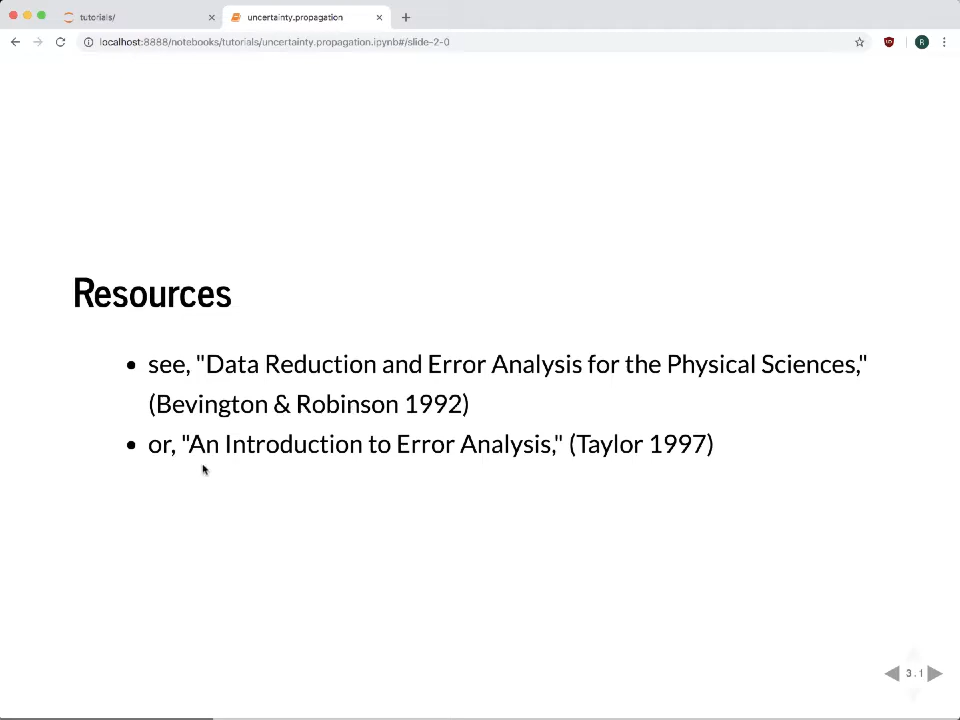 tutorials/
uncertainty.propagation
localhost:8888/notebooks/tutorials/uncertainty.propagation.ipynb#/slide-2-0
R
Resources
• see, "Data Reduction and Error Analysis for the Physical Sciences,"
(Bevington & Robinson 1992)
• or, "An Introduction to Error Analysis," (Taylor 1997)
3.1